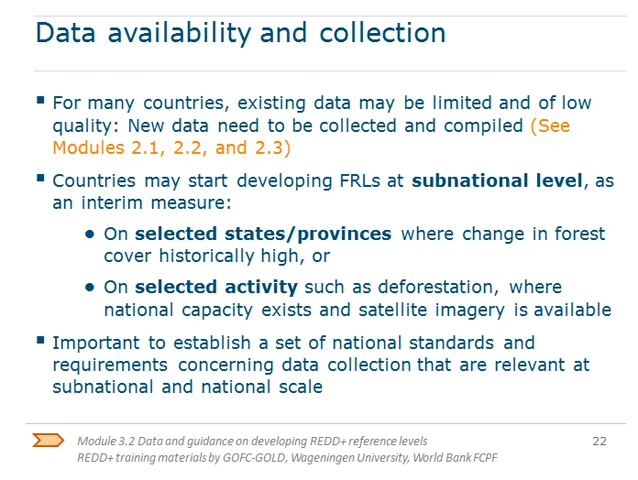 Data availability and collection
▪ For many countries, existing data may be limited and of low
quality: New data need to be collected and compiled (See
Modules 2.1, 2.2, and 2.3)
▪ Countries may start developing FRLs at subnational level, as
an interim measure:
● On selected states/provinces where change in forest
cover historically high, or
● On selected activity such as deforestation, where
national capacity exists and satellite imagery is available
▪ Important to establish a set of national standards and
requirements concerning data collection that are relevant at
subnational and national scale
Module 3.2 Data and guidance on developing REDD+ reference levels
REDD+ training materials by GOFC-GOLD, Wageningen University, World Bank FCPF
22